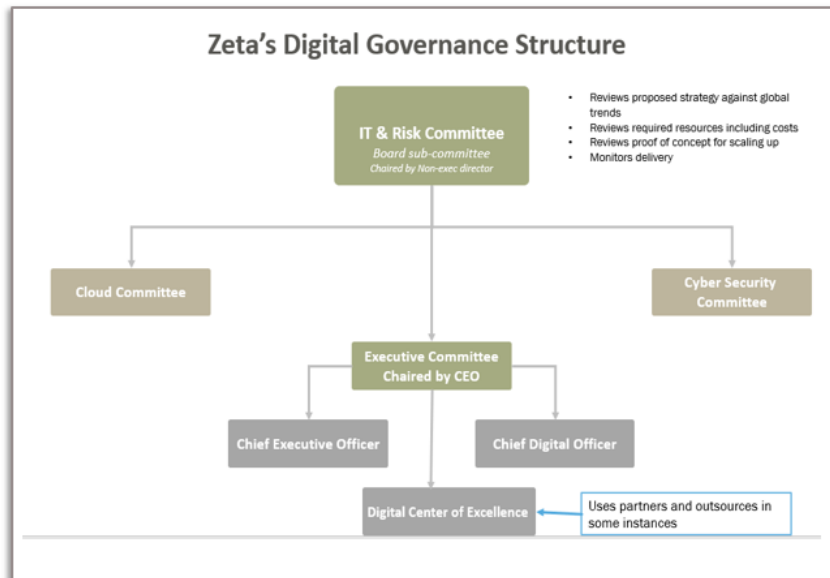 Zeta’s Digital Governance Structure
IT & Risk Committee
Board sub-committee
Chaired by Non-exec director
• Reviews proposed strategy against global
trends
• Reviews required resources including costs
• Reviews proof of concept for scaling up
• Monitors delivery
Cloud Committee
Cyber Security
Committee
Executive Committee
Chaired by CEO
Chief Executive Officer
Chief Digital Officer
Digital Center of Excellence
Uses partners and outsources in
some instances